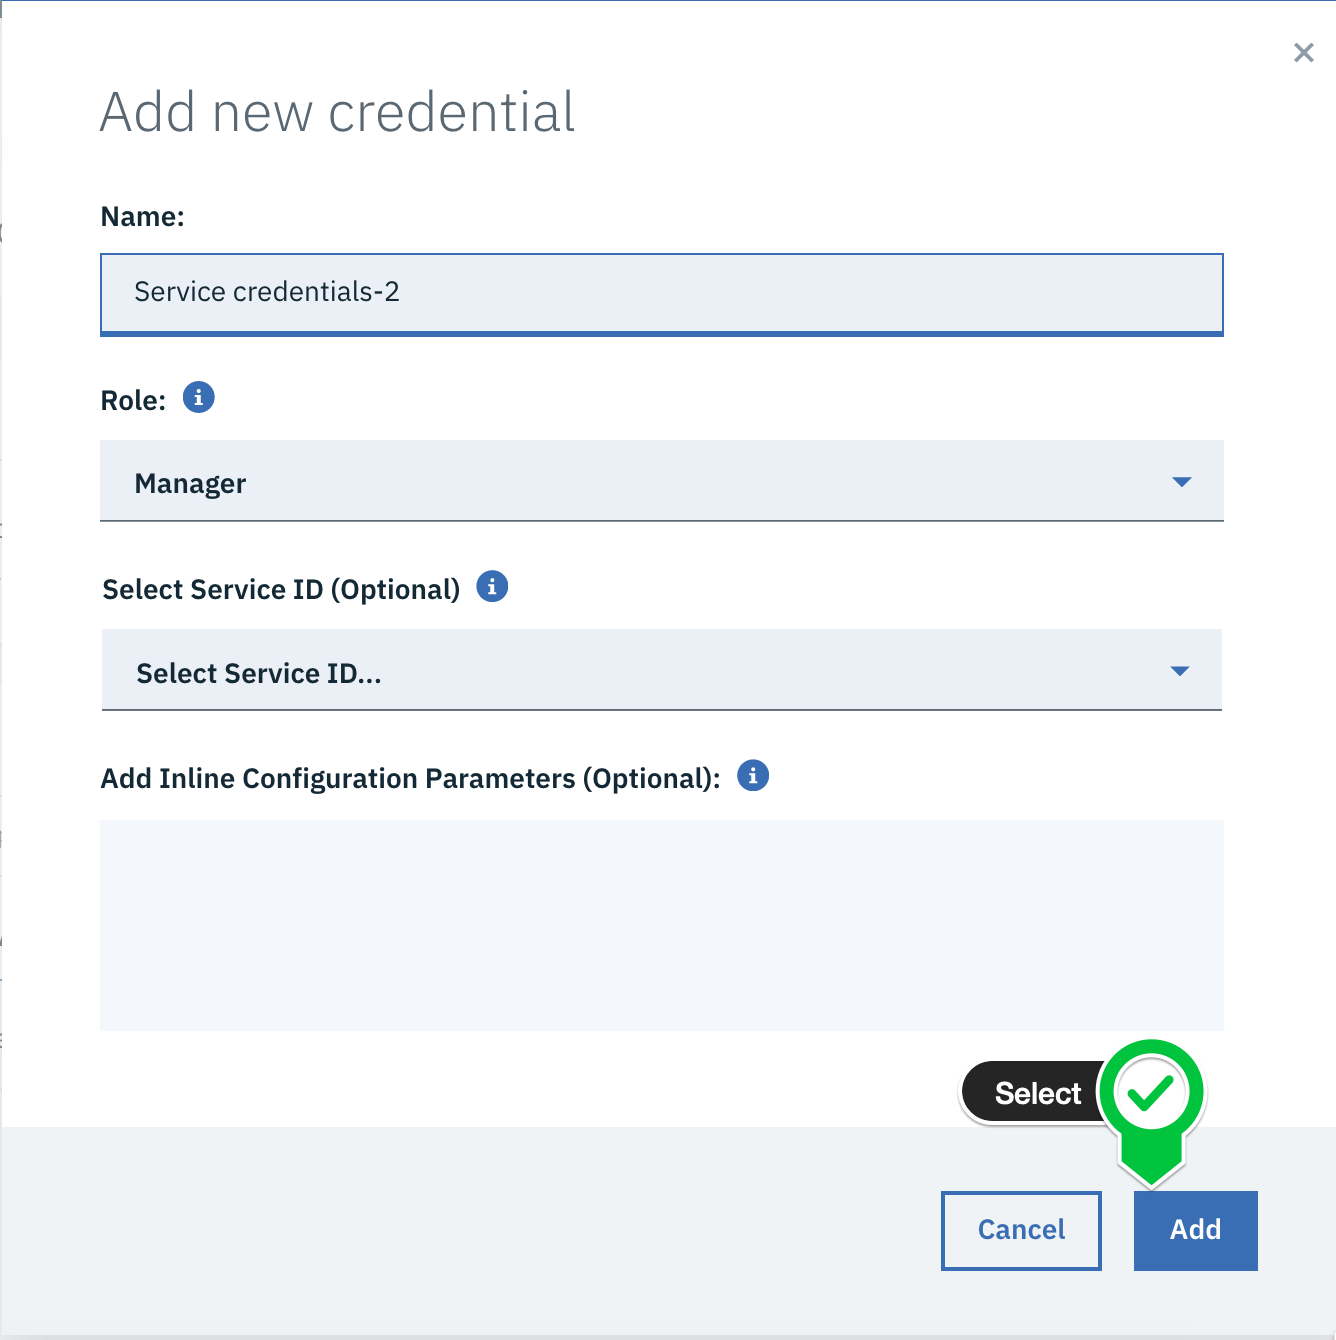 Add new credential
Name:
Service credentials-2
Role:
Manager
Select Service ID (Optional)
Select Service ID...
Add Inline Configuration Parameters (Optional):
Select
Cancel
Add